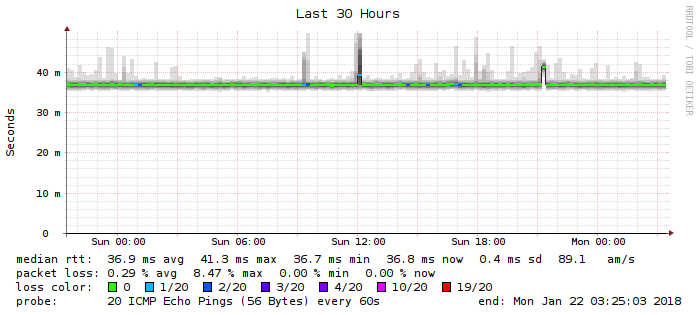 Last 30 Hours
RRDTOOL / TOBI OETIKER
Seconds
40 m
30 m
20 m
10 m
0
Sun 00:00 Sun 06:00 Sun 12:00 Sun 18:00 Mon 00:00
median rtt: 36.9 ms avg 41.3 ms max 36.7 ms min 36.8 ms now 0.4 ms sd 89.1 am/s
packet loss: 0.29 % avg 8.47 % max 0.00 % min 0.00 % now
loss color: 0 1/20 2/20 3/20 4/20 10/20 19/20
probe: 20 ICMP Echo Pings (56 Bytes) every 60s end: Mon Jan 22 03:25:03 2018